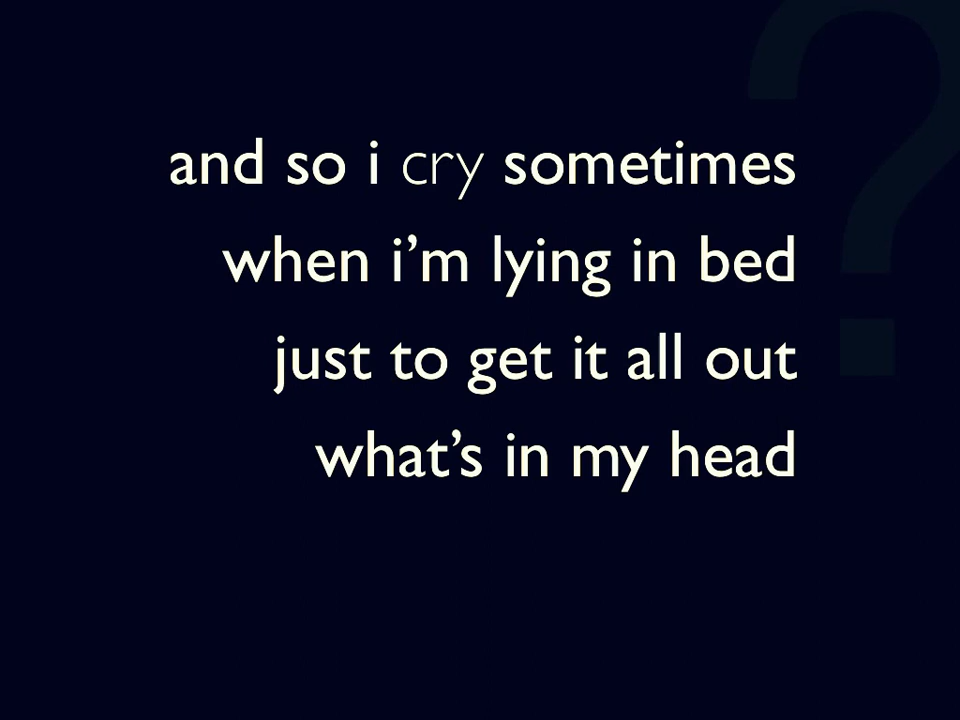 ?
and so i cry sometimes
when i’m lying in bed
just to get it all out
what’s in my head